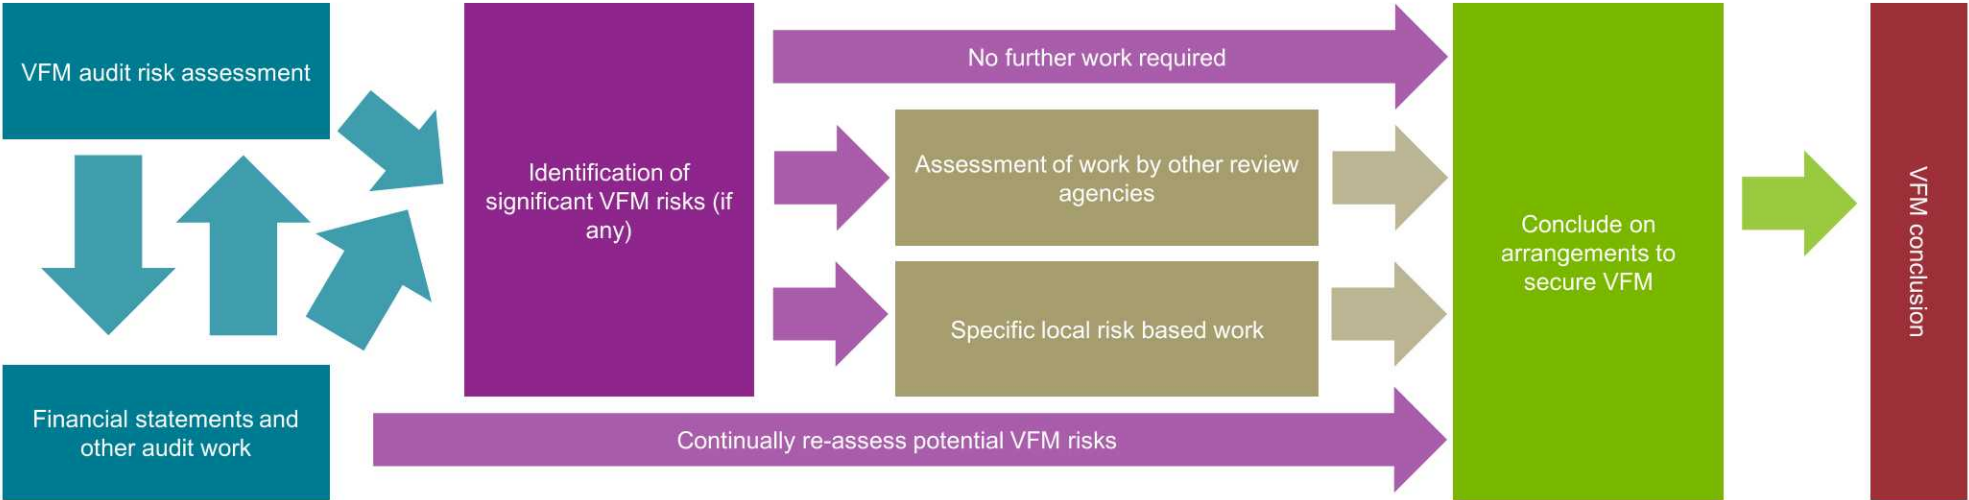 VFM audit risk assessment
Financial statements and
other audit work
Identification of
significant VFM risks (if
any)
No further work required
Assessment of work by other review
agencies
Specific local risk based work
Continually re-assess potential VFM risks
Conclude on
arrangements to
secure VFM
VFM conclusion